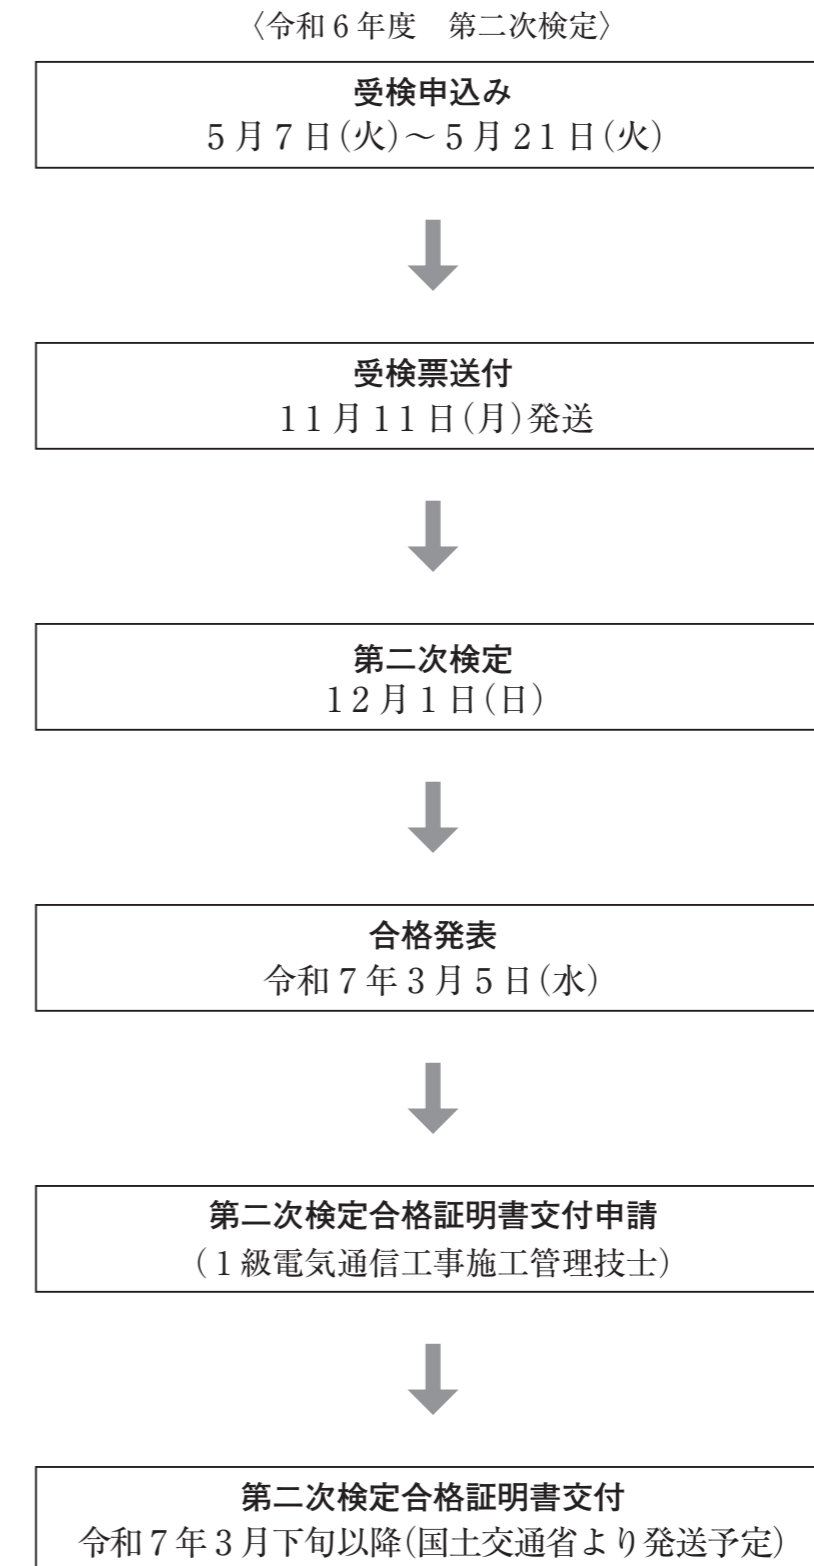 〈令和６年度　第二次検定〉
受検申込み
５月７日(火)～５月２１日(火)
受検票送付
１１月１１日(月)発送
第二次検定
１２月１日(日)
合格発表
令和７年３月５日(水)
第二次検定合格証明書交付申請
(１級電気通信工事施工管理技士)
第二次検定合格証明書交付
令和７年３月下旬以降(国土交通省より発送予定)